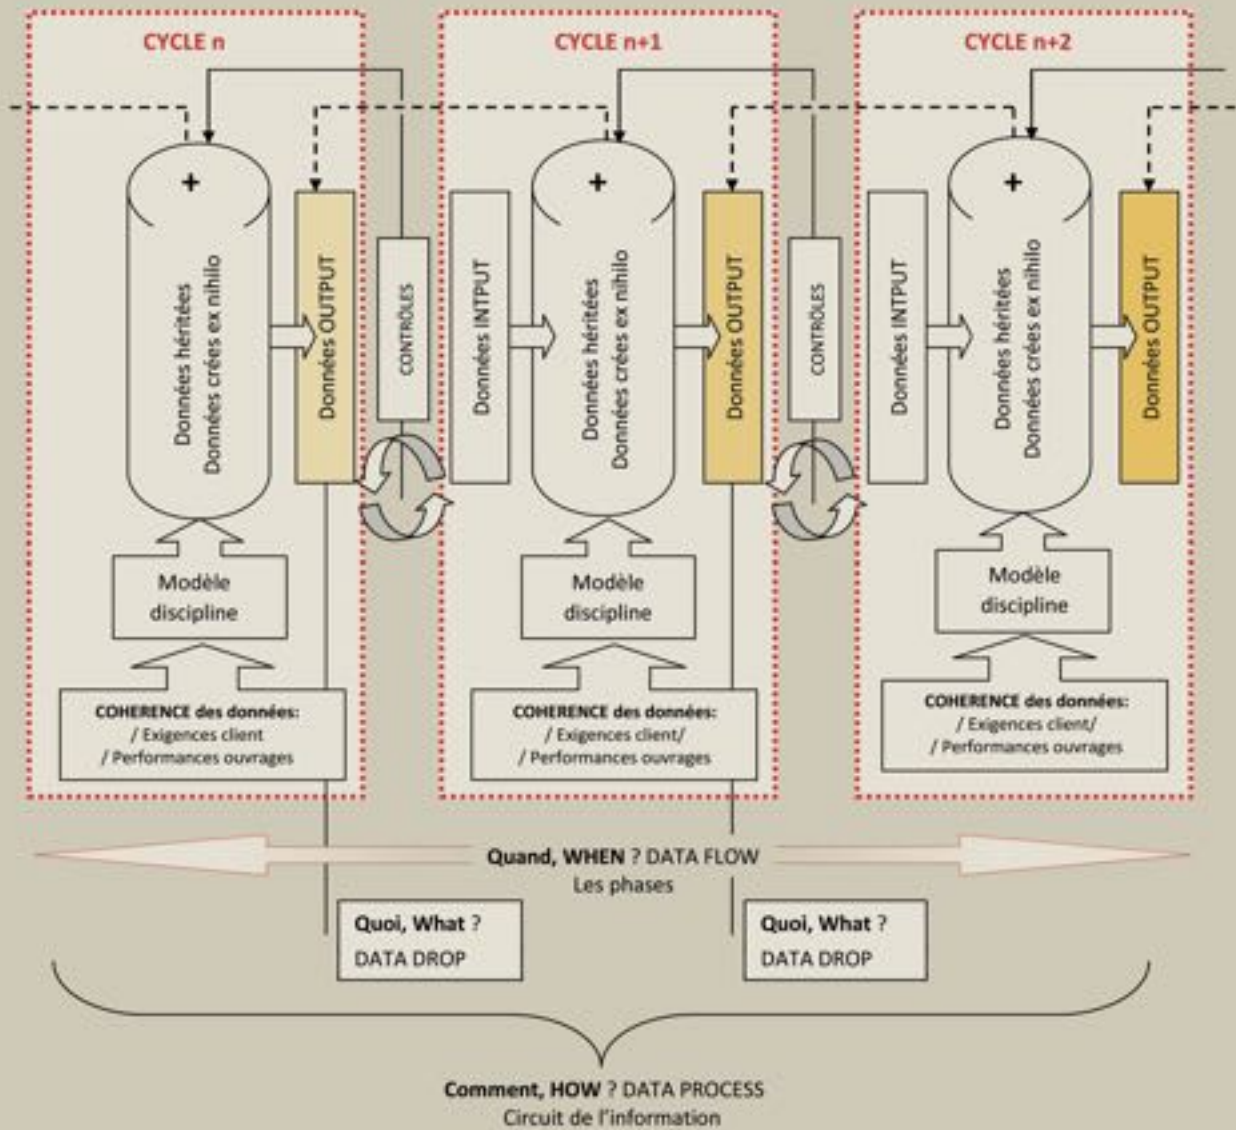 CYCLE n
+
Données héritées
Données crées ex nihilo
Données OUTPUT
CONTRÔLES
Modèle
discipline
COHERENCE des données:
/ Exigences client
/ Performances ouvrages
CYCLE n+1
Données INTPUT
+
Données héritées
Données crées ex nihilo
Données OUTPUT
CONTRÔLES
Modèle
discipline
COHERENCE des données:
/ Exigences client/
/ Performances ouvrages
CYCLE n+2
Données INTPUT
+
Données héritées
Données crées ex nihilo
Données OUTPUT
Modèle
discipline
COHERENCE des données:
/ Exigences client/
/ Performances ouvrages
Quand, WHEN ? DATA FLOW
Les phases
Quoi, What ?
DATA DROP
Quoi, What ?
DATA DROP
Comment, HOW ? DATA PROCESS
Circuit de l'information